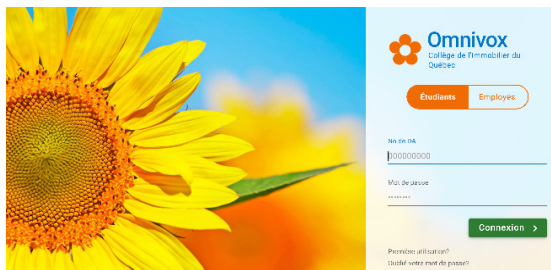 Omnivox
Collège de l'Immobilier du
Québec
Étudiants
Employés
No de DA
000000000
Mot de passe
••••••••
Connexion >
Première utilisation?
Oublié votre mot de passe?